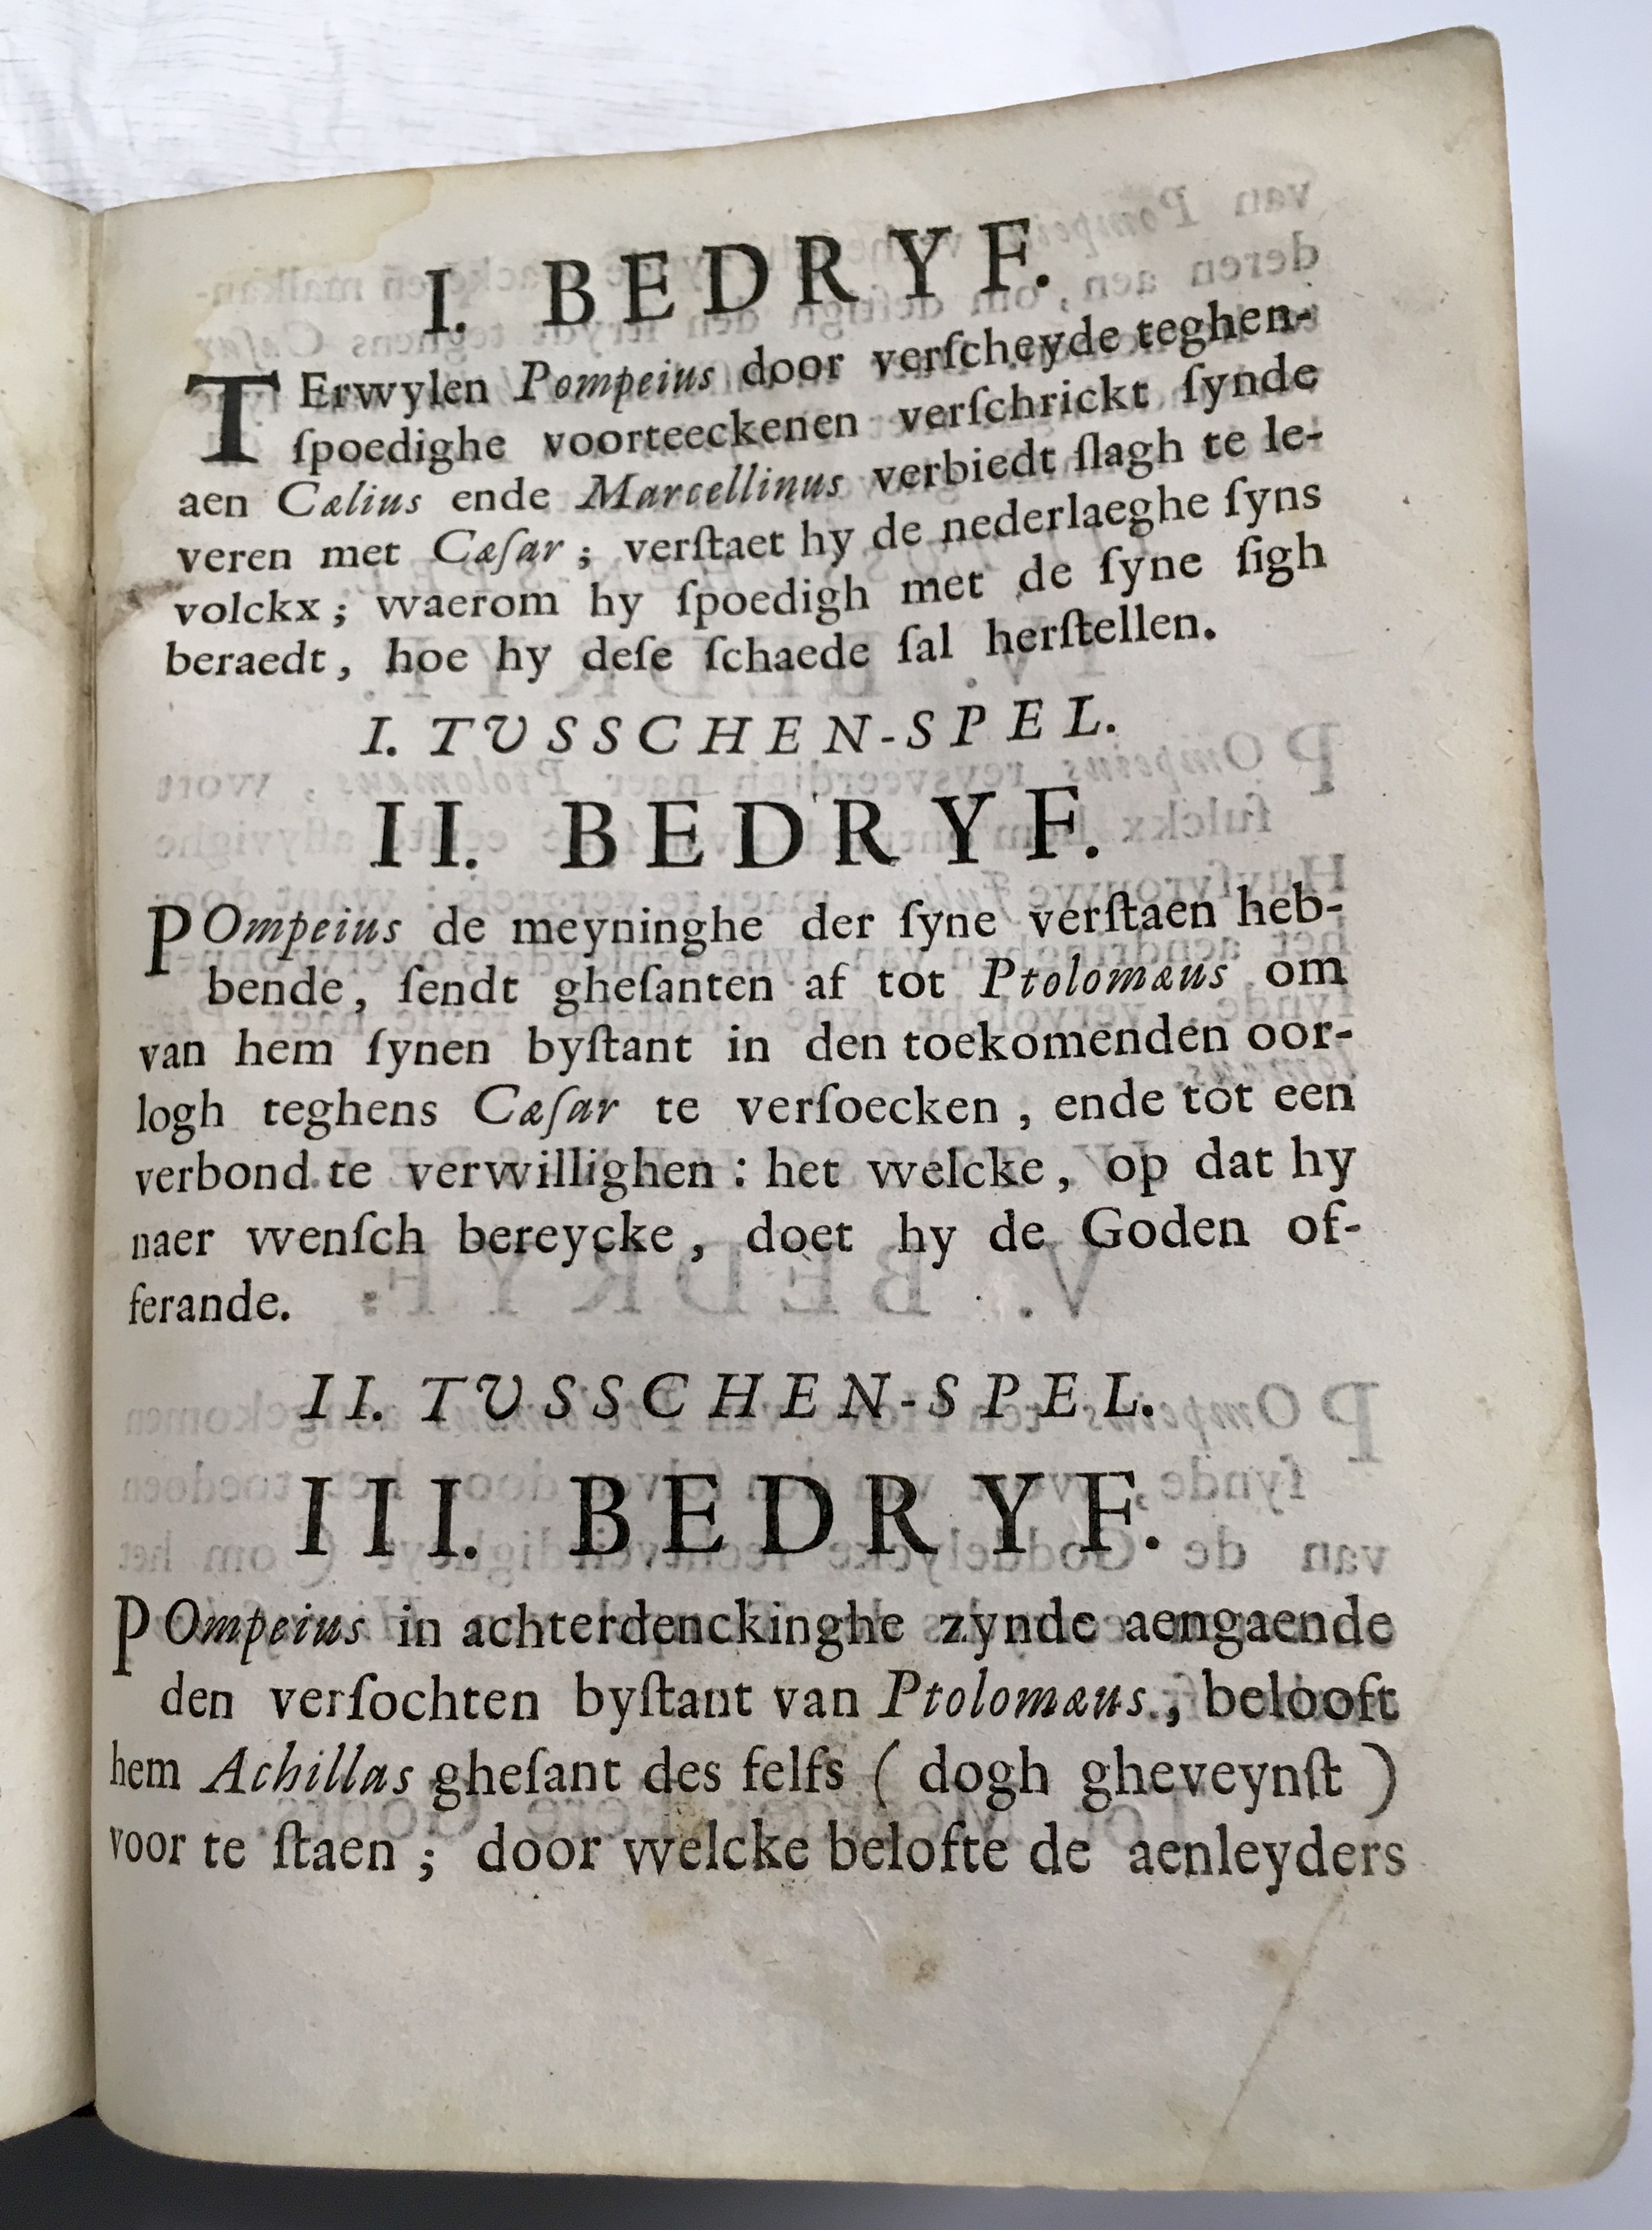 I. BEDRYF.
TErwylen Pompeius door verſcheyde teghen-
ſpoedighe voorteeckenen verſchrickt ſynde
aen Cælius ende Marcellinus verbiedt ſlagh te le-
veren met Cæſar; verſtaet hy de nederlaeghe ſyns
volckx; waerom hy ſpoedigh met de ſyne ſigh
beraedt, hoe hy deſe ſchaede ſal herſtellen.
I. TUSSCHEN-SPEL.
II. BEDRYF.
POmpeius de meyninghe der ſyne verſtaen heb-
bende, ſendt gheſanten af tot Ptolomæus om
van hem ſynen byſtant in den toekomenden oor-
logh teghens Cæſar te verſoecken, ende tot een
verbond te verwillighen: het welcke, op dat hy
naer wenſch bereycke, doet hy de Goden of-
ferande.
II. TUSSCHEN-SPEL.
III. BEDRYF.
POmpeius in achterdenckinghe zynde aengaende
den verſochten byſtant van Ptolomæus, belooft
hem Achillas gheſant des felfs (dogh gheveynſt)
voor te ſtaen; door welcke belofte de aenleyders